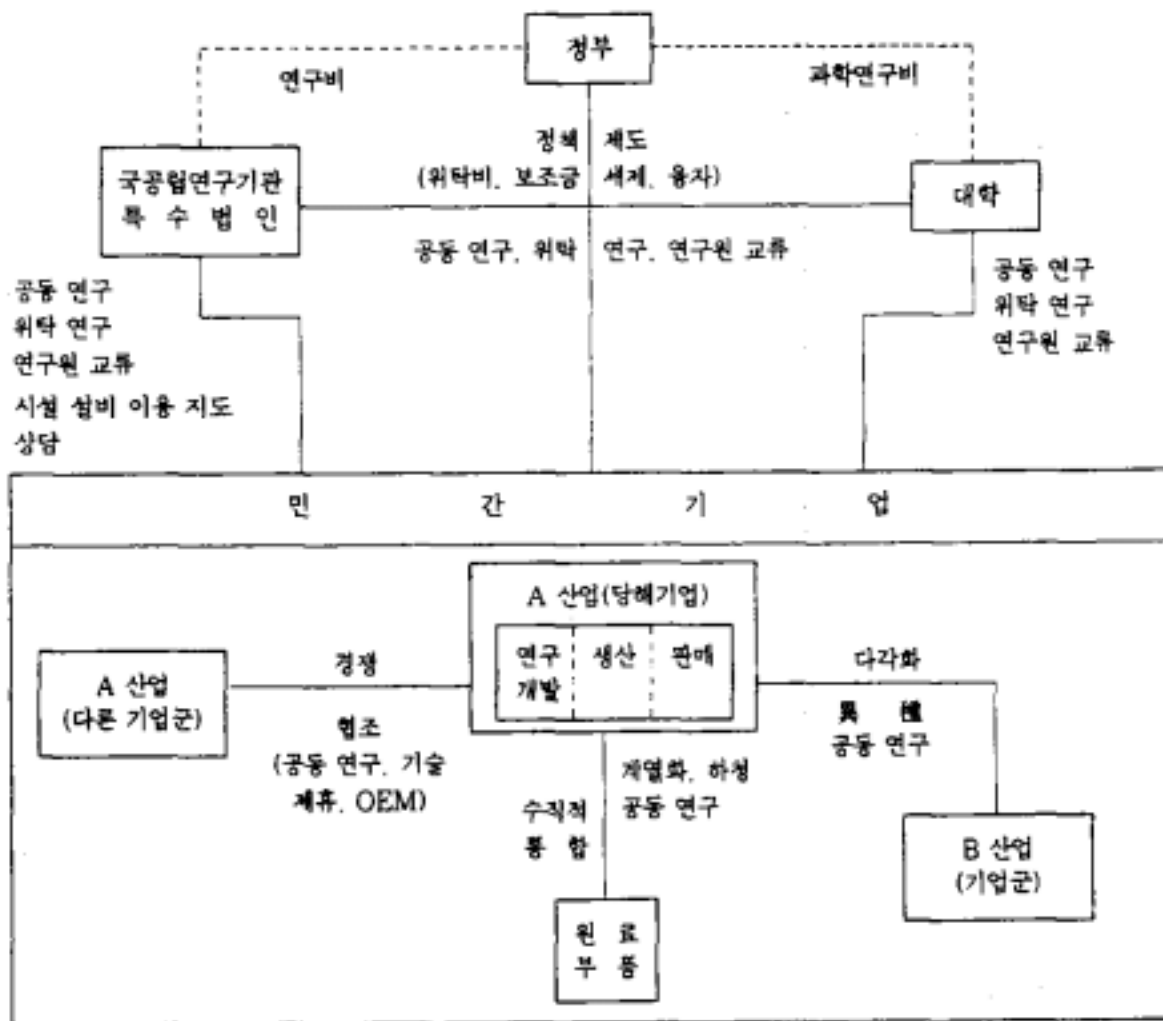 정부
연구비
과학연구비
정책 제도
(위탁비, 보조금 세제, 융자)
국공립연구기관
특 수 법 인
대학
공동 연구, 위탁 연구, 연구원 교류
공동 연구
위탁 연구
연구원 교류
시설 설비 이용 지도
상담
공동 연구
위탁 연구
연구원 교류
민 간 기 업
A 산업(당해기업)
연구
개발
생산
판매
A 산업
(다른 기업군)
경쟁
협조
(공동 연구, 기술
제휴, OEM)
다각화
異 種
공동 연구
계열화, 하청
공동 연구
수직적
통 합
B 산업
(기업군)
원 료
부 품